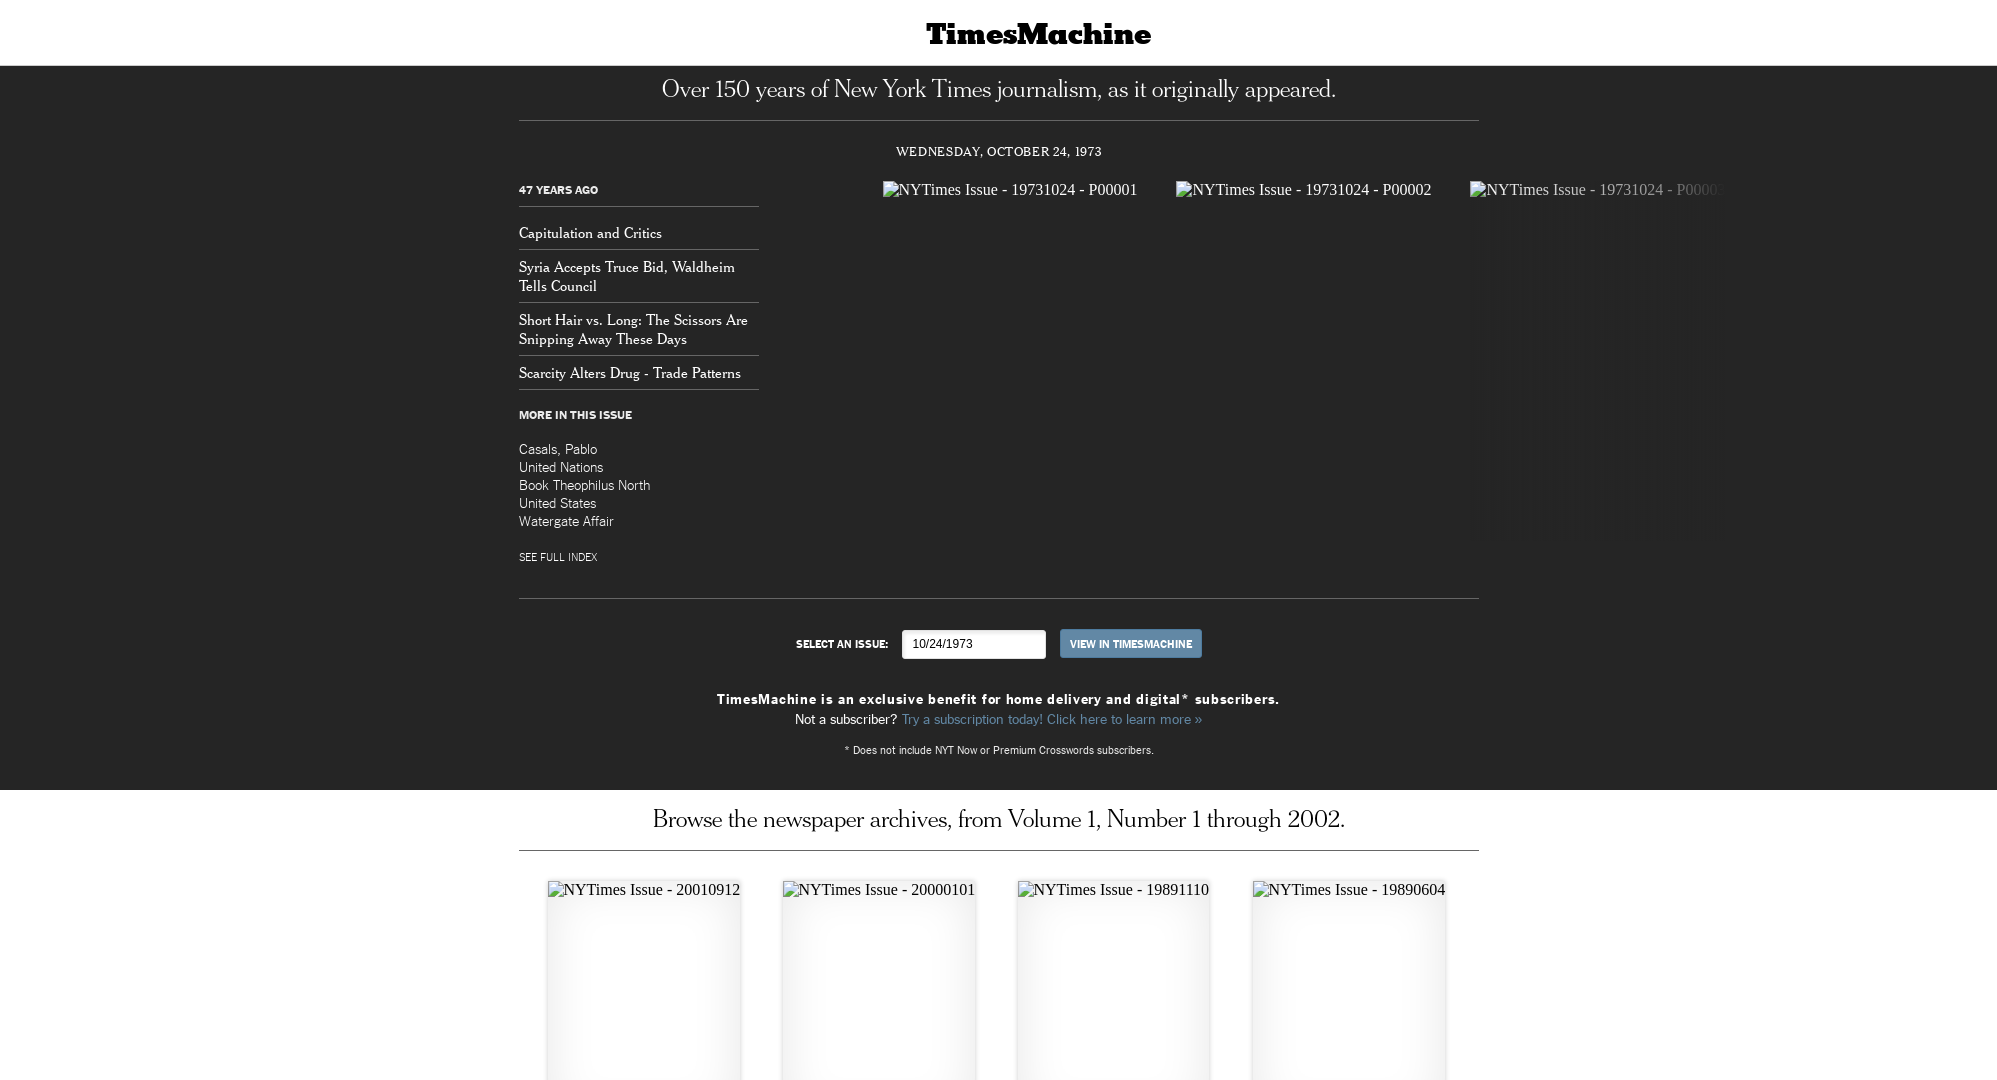 TimesMachine
Over 150 years of New York Times journalism, as it originally appeared.
WEDNESDAY, OCTOBER 24, 1973
47 YEARS AGO
Capitulation and Critics
Syria Accepts Truce Bid, Waldheim
Tells Council
Short Hair vs. Long: The Scissors Are
Snipping Away These Days
Scarcity Alters Drug - Trade Patterns
MORE IN THIS ISSUE
Casals, Pablo
United Nations
Book Theophilus North
United States
Watergate Affair
SEE FULL INDEX
NYTimes Issue - 19731024 - P00001
NYTimes Issue - 19731024 - P00002
NYTimes Issue - 19731024 - P00003
SELECT AN ISSUE:
10/24/1973
VIEW IN TIMESMACHINE
TimesMachine is an exclusive benefit for home delivery and digital* subscribers.
Not a subscriber? Try a subscription today! Click here to learn more »
* Does not include NYT Now or Premium Crosswords subscribers.
Browse the newspaper archives, from Volume 1, Number 1 through 2002.
NYTimes Issue - 20010912
NYTimes Issue - 20000101
NYTimes Issue - 19891110
NYTimes Issue - 19890604